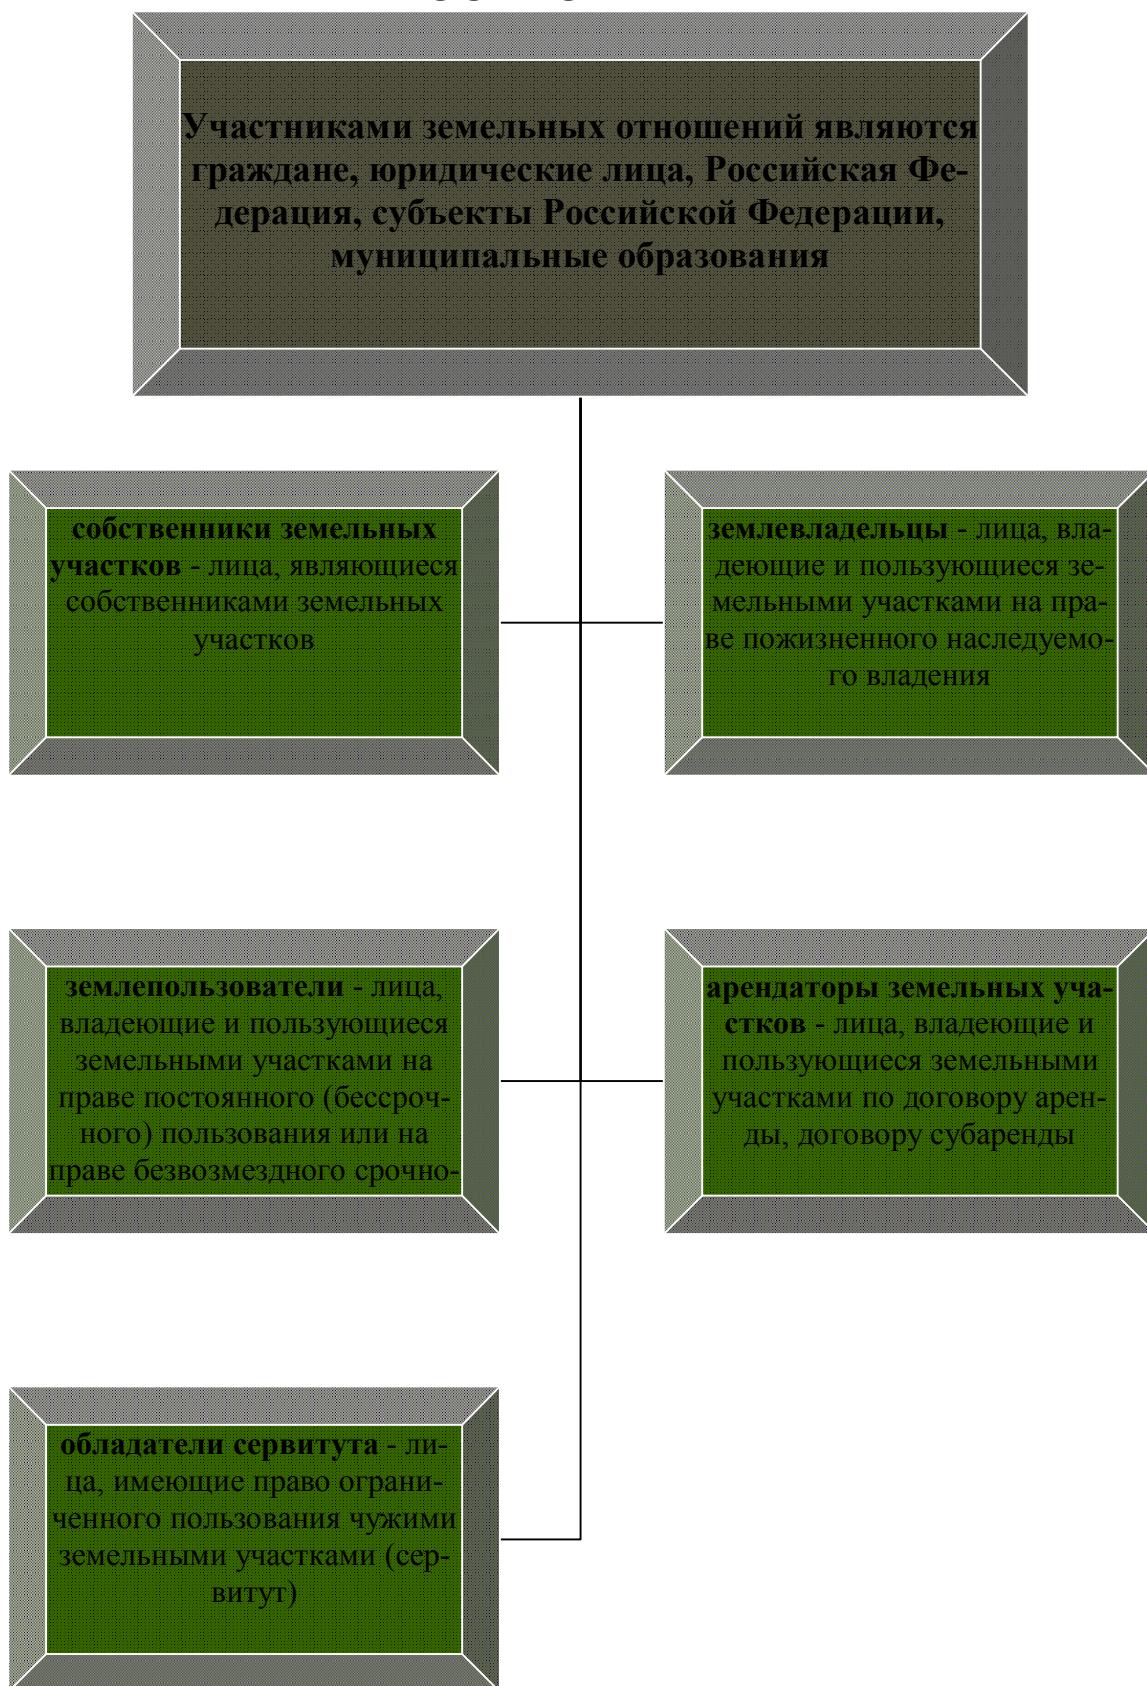 Участниками земельных отношений являются
граждане, юридические лица, Российская Фе-
дерация, субъекты Российской Федерации,
муниципальные образования
собственники земельных
участков - лица, являющиеся
собственниками земельных
участков
землевладельцы - лица, вла-
деющие и пользующиеся зе-
мельными участками на пра-
ве пожизненного наследуемо-
го владения
землепользователи - лица,
владеющие и пользующиеся
земельными участками на
праве постоянного (бессроч-
ного) пользования или на
праве безвозмездного срочно-
арендаторы земельных уча-
стков - лица, владеющие и
пользующиеся земельными
участками по договору арен-
ды, договору субаренды
обладатели сервитута - ли-
ца, имеющие право ограни-
ченного пользования чужими
земельными участками (сер-
витут)